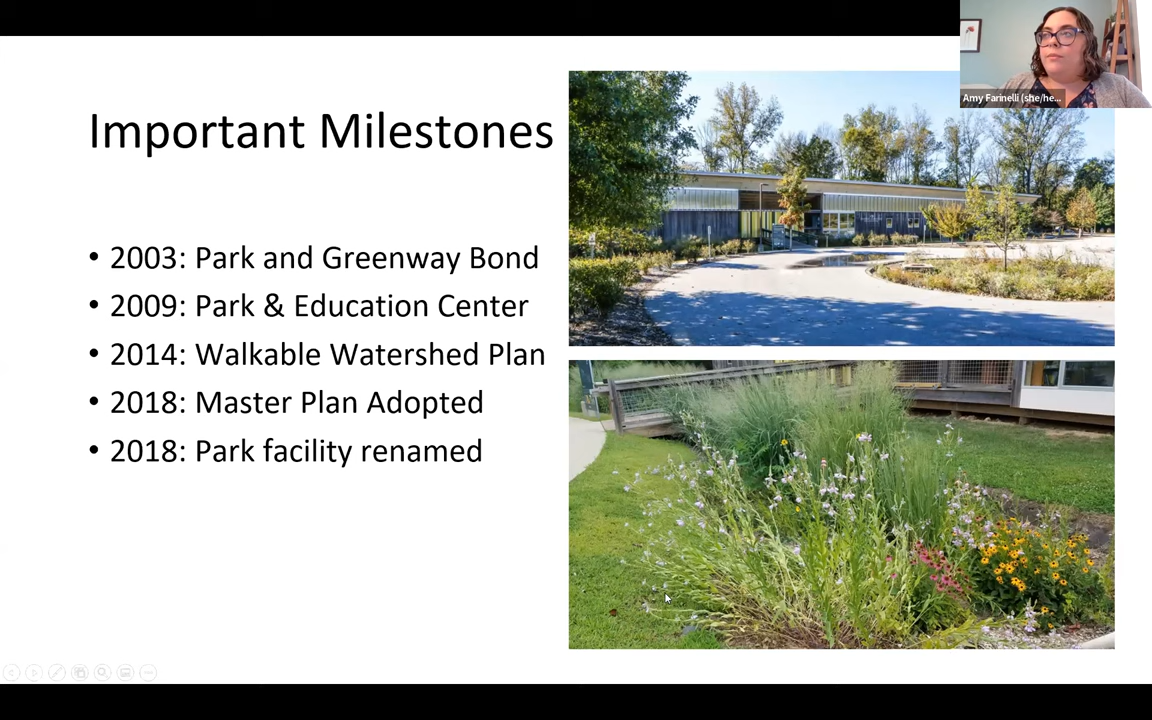 Important Milestones
• 2003: Park and Greenway Bond
• 2009: Park & Education Center
• 2014: Walkable Watershed Plan
• 2018: Master Plan Adopted
• 2018: Park facility renamed
Amy Farinelli (she/he...